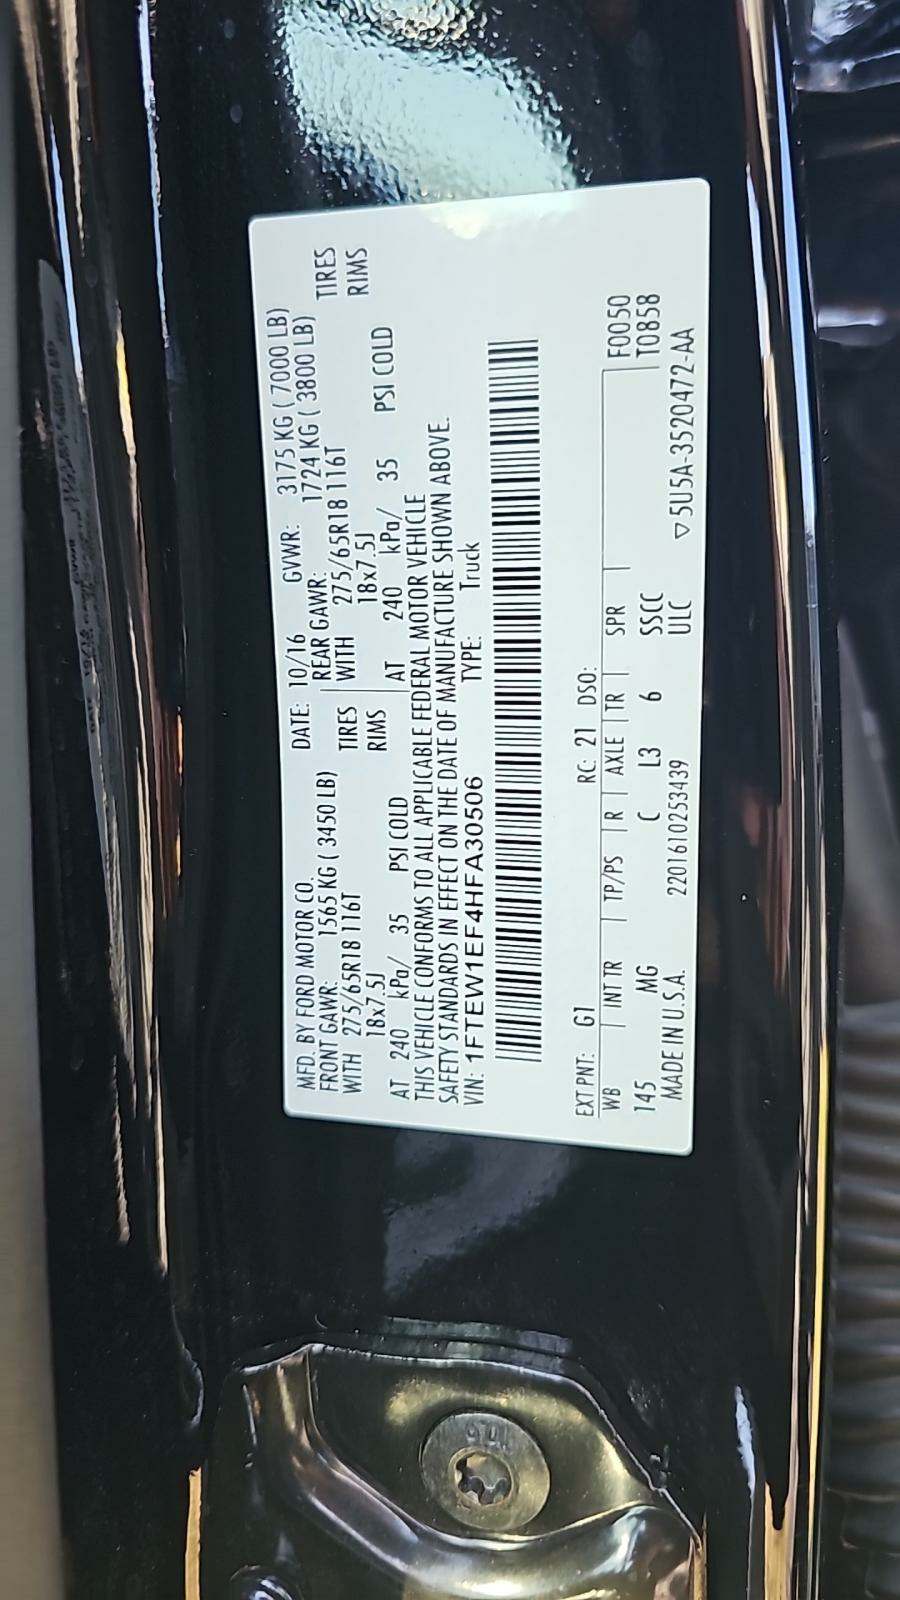 MFD. BY FORD MOTOR CO. DATE: 10/16 GVWR: 3175 KG ( 7000 LB)
FRONT GAWR: 1565 KG ( 3450 LB) REAR GAWR: 1724 KG ( 3800 LB)
WITH 275/65R18 116T TIRES WITH 275/65R18 116T TIRES
18x7.5J RIMS 18x7.5J RIMS
AT 240 kPa/ 35 PSI COLD AT 240 kPa/ 35 PSI COLD
THIS VEHICLE CONFORMS TO ALL APPLICABLE FEDERAL MOTOR VEHICLE
SAFETY STANDARDS IN EFFECT ON THE DATE OF MANUFACTURE SHOWN ABOVE.
VIN: 1FTEW1EF4HFA30506 TYPE: Truck
EXT PNT: G1 RC: 21 DSO:
WB | INT TR | TP/PS | R | AXLE | TR | SPR | F0050
145 MG C L3 6 SSCC T0858
ULC
MADE IN U.S.A. 2201610253439 ▽5U5A-3520472-AA